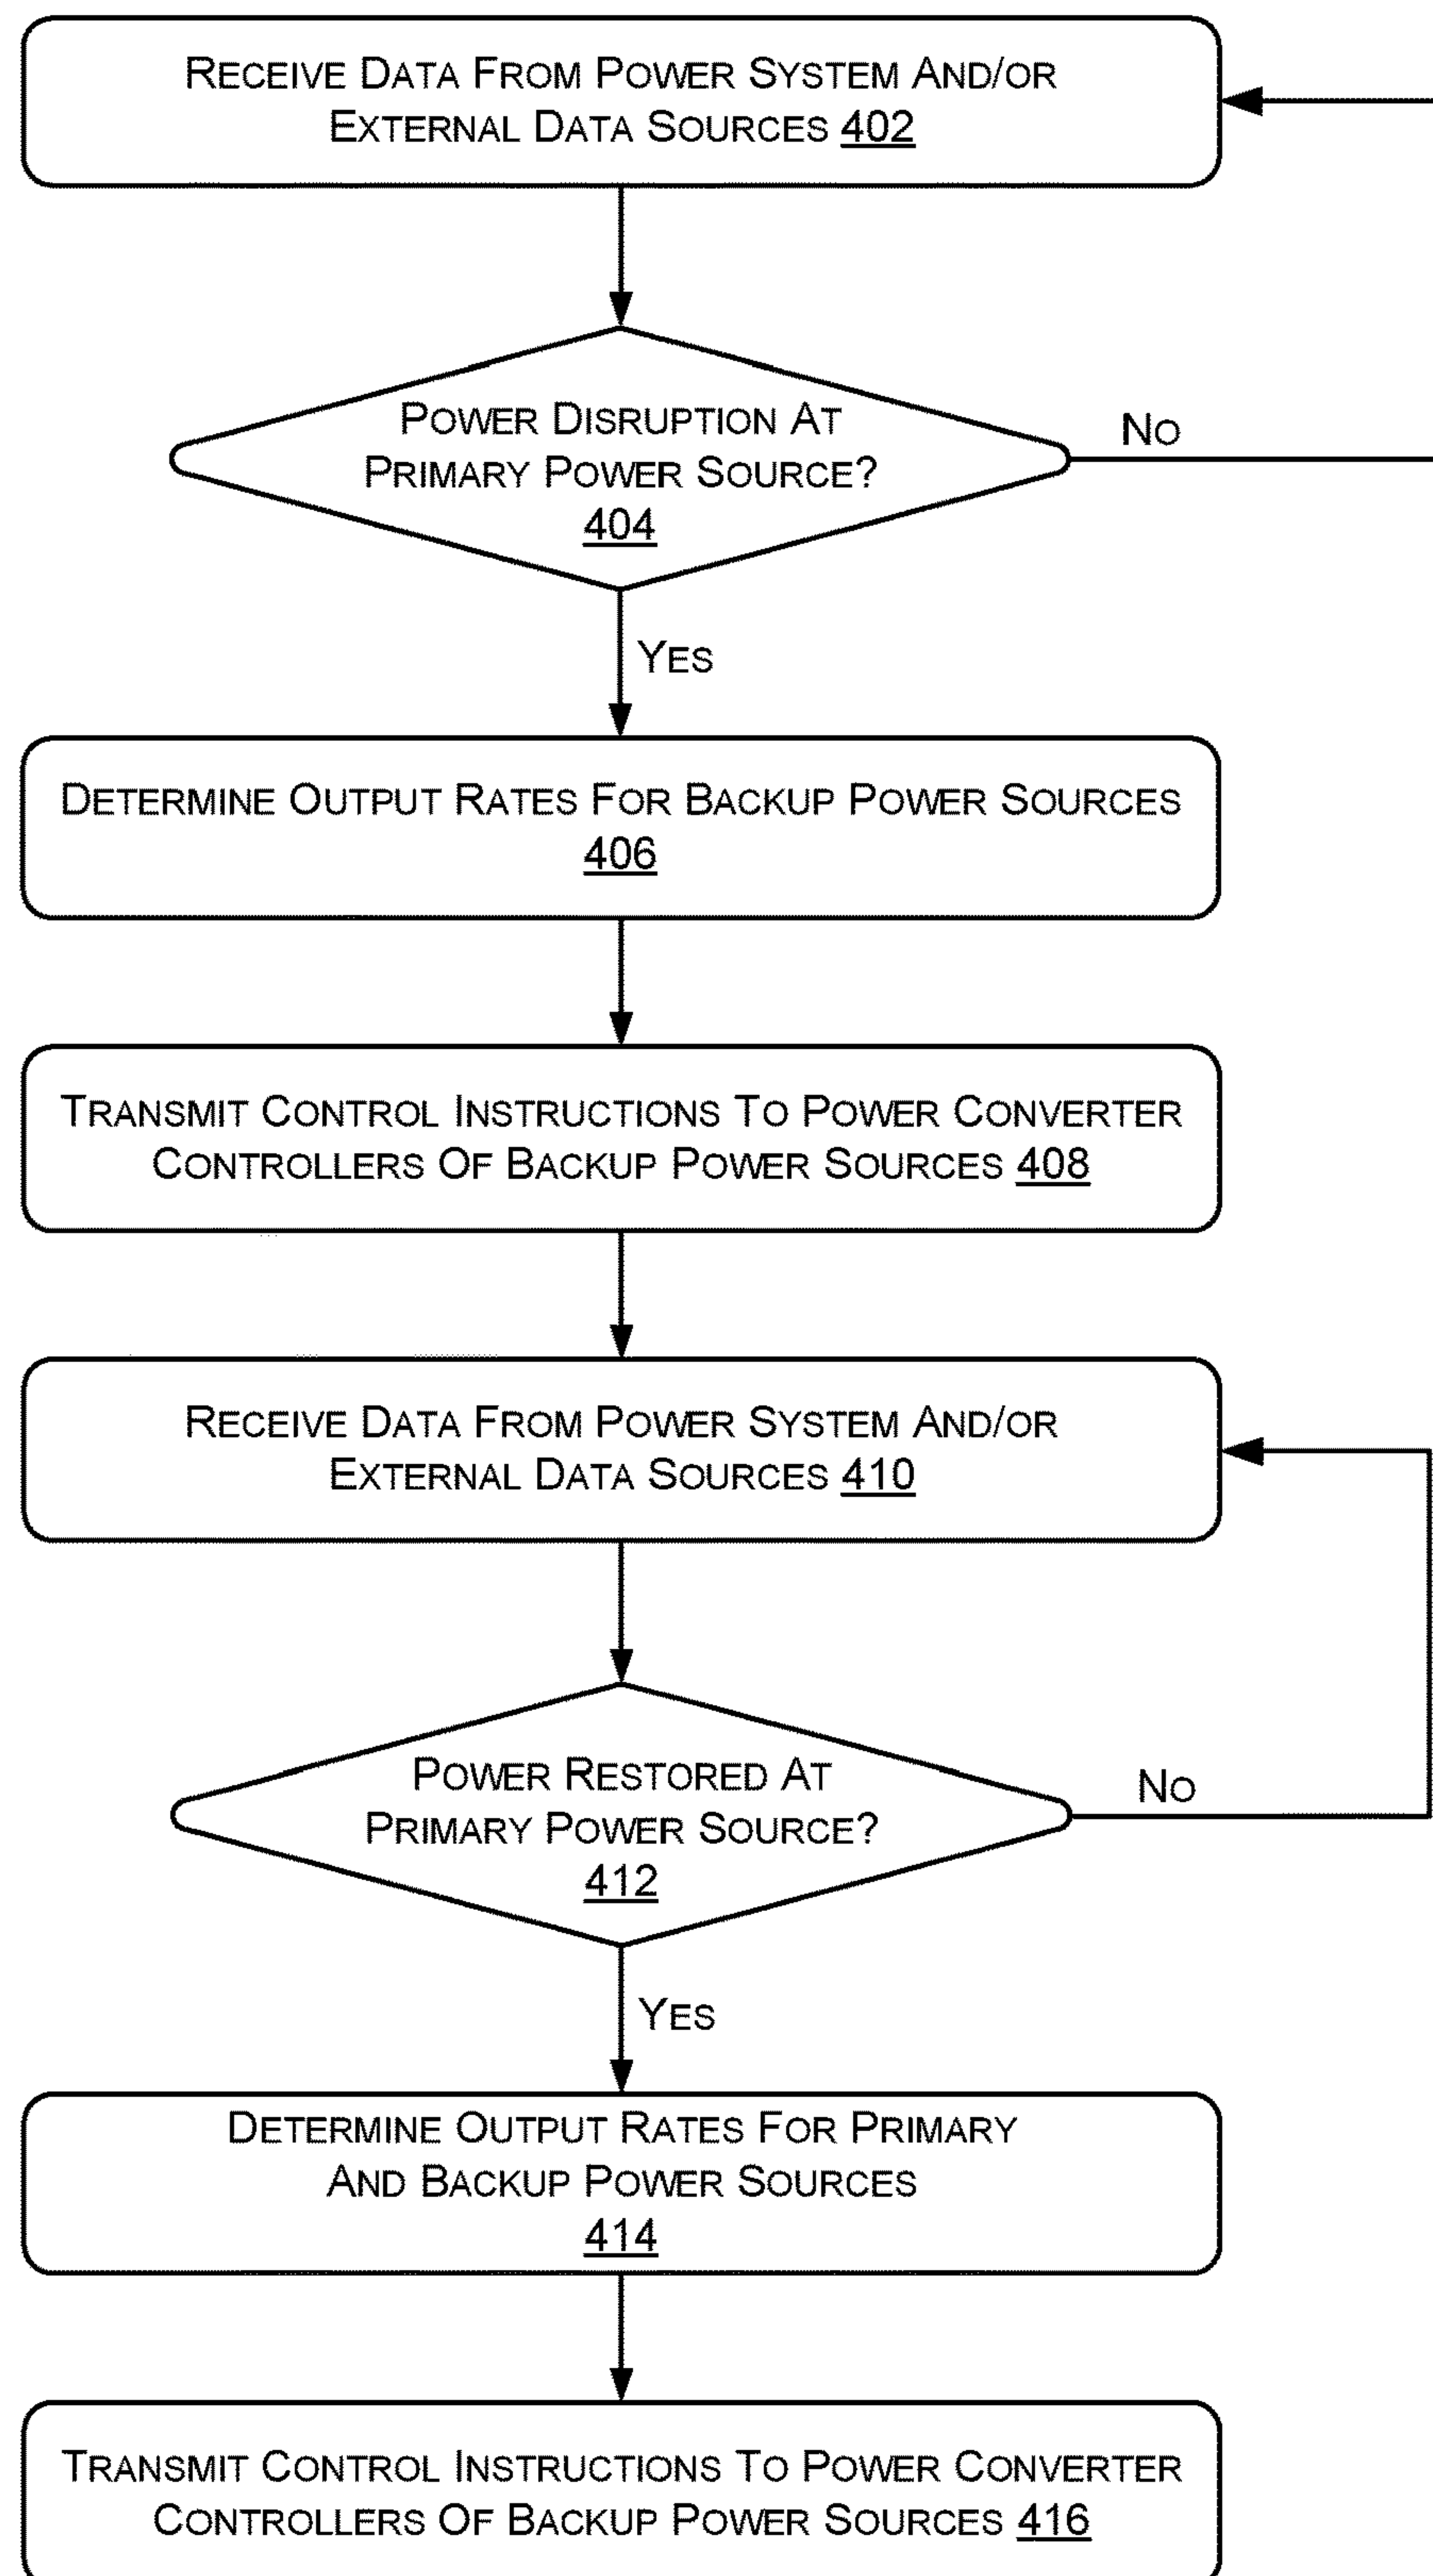 RECEIVE DATA FROM POWER SYSTEM AND/OR
EXTERNAL DATA SOURCES 402
POWER DISRUPTION AT
PRIMARY POWER SOURCE?
404
NO
YES
DETERMINE OUTPUT RATES FOR BACKUP POWER SOURCES
406
TRANSMIT CONTROL INSTRUCTIONS TO POWER CONVERTER
CONTROLLERS OF BACKUP POWER SOURCES 408
RECEIVE DATA FROM POWER SYSTEM AND/OR
EXTERNAL DATA SOURCES 410
POWER RESTORED AT
PRIMARY POWER SOURCE?
412
NO
YES
DETERMINE OUTPUT RATES FOR PRIMARY
AND BACKUP POWER SOURCES
414
TRANSMIT CONTROL INSTRUCTIONS TO POWER CONVERTER
CONTROLLERS OF BACKUP POWER SOURCES 416